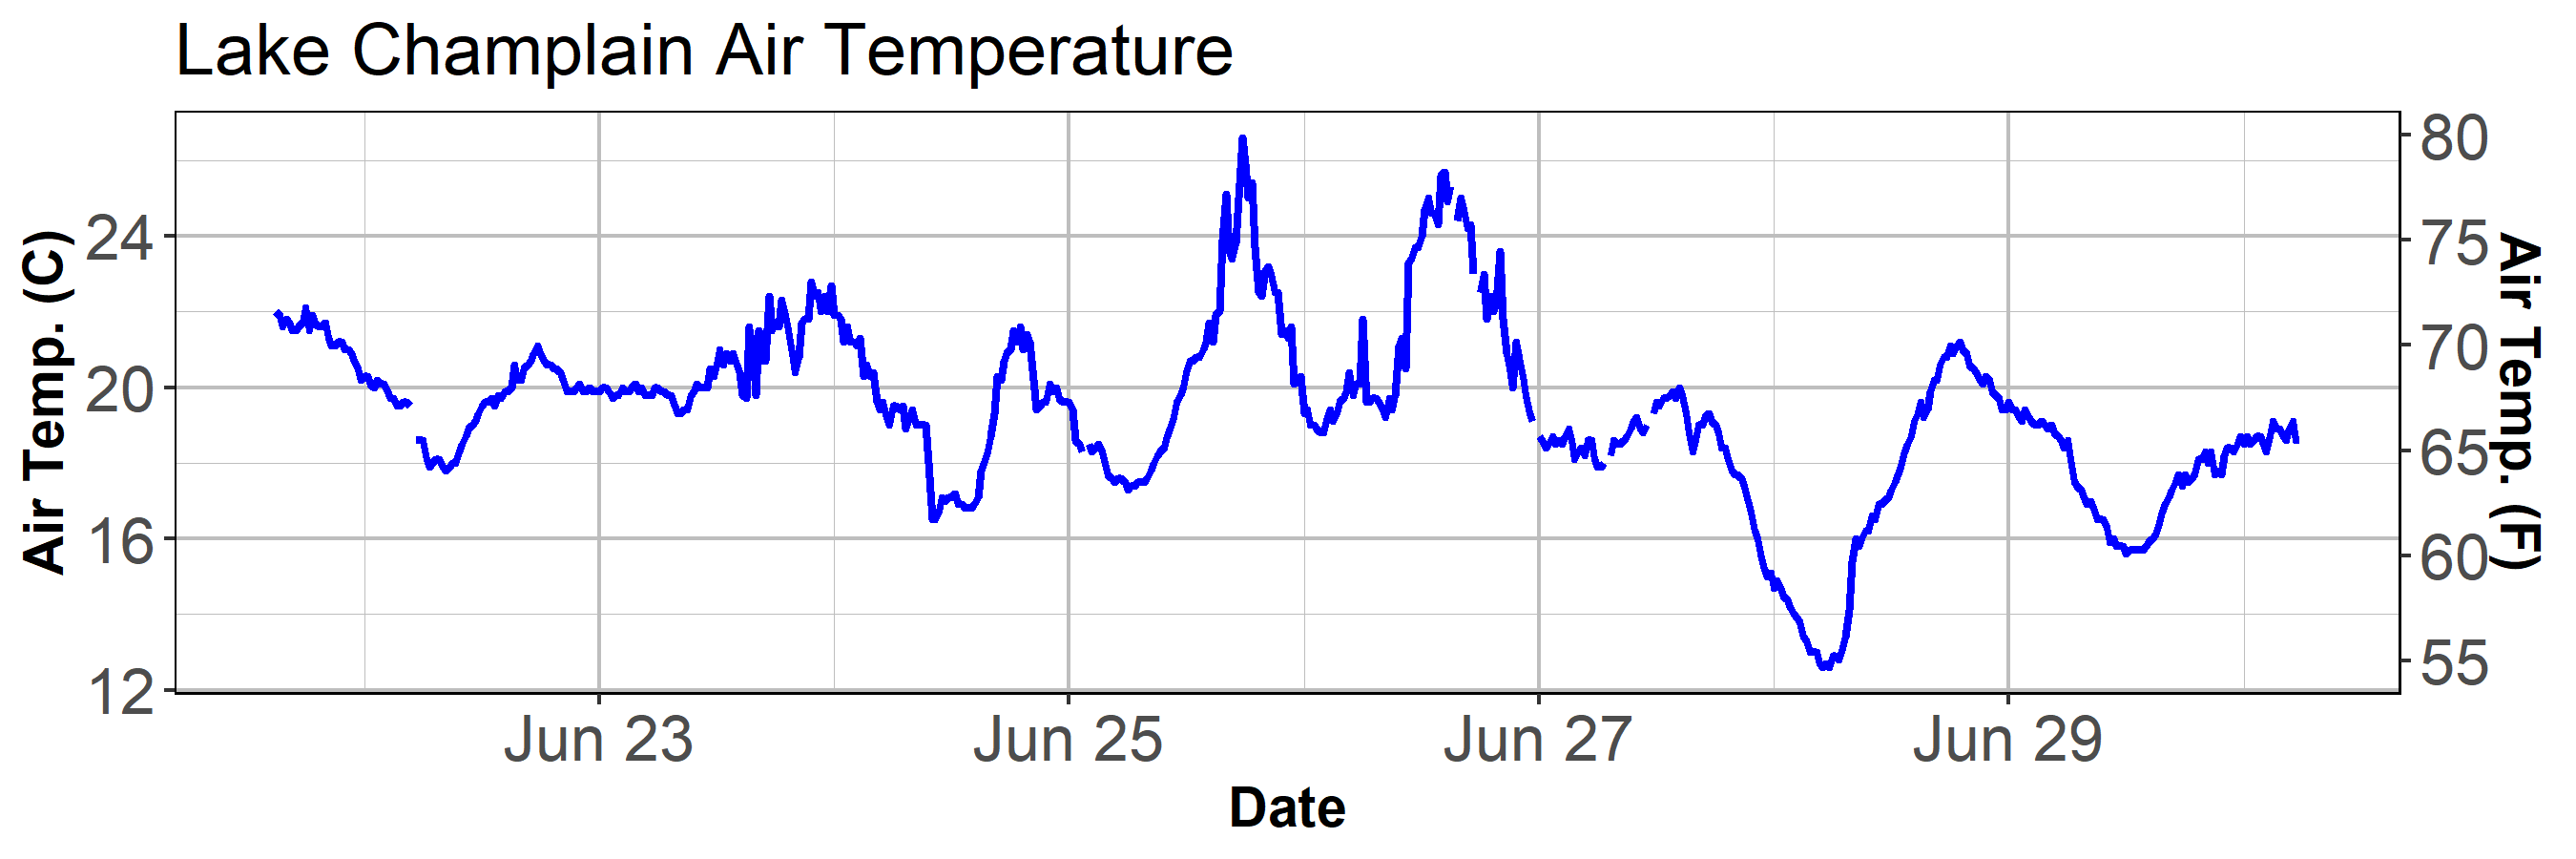 Lake Champlain Air Temperature
Air Temp. (C)
24
20
16
12
80
75
70
65
60
55
Air Temp. (F)
Jun 23
Jun 25
Jun 27
Jun 29
Date